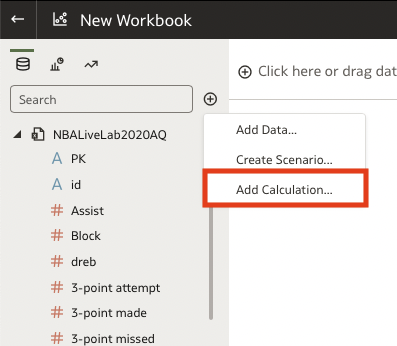 New Workbook
Click here or drag dat
Search
Add Data...
Create Scenario...
Add Calculation...
NBALiveLab2020AQ
A PK
A id
# Assist
# Block
# dreb
# 3-point attempt
# 3-point made
# 3-point missed